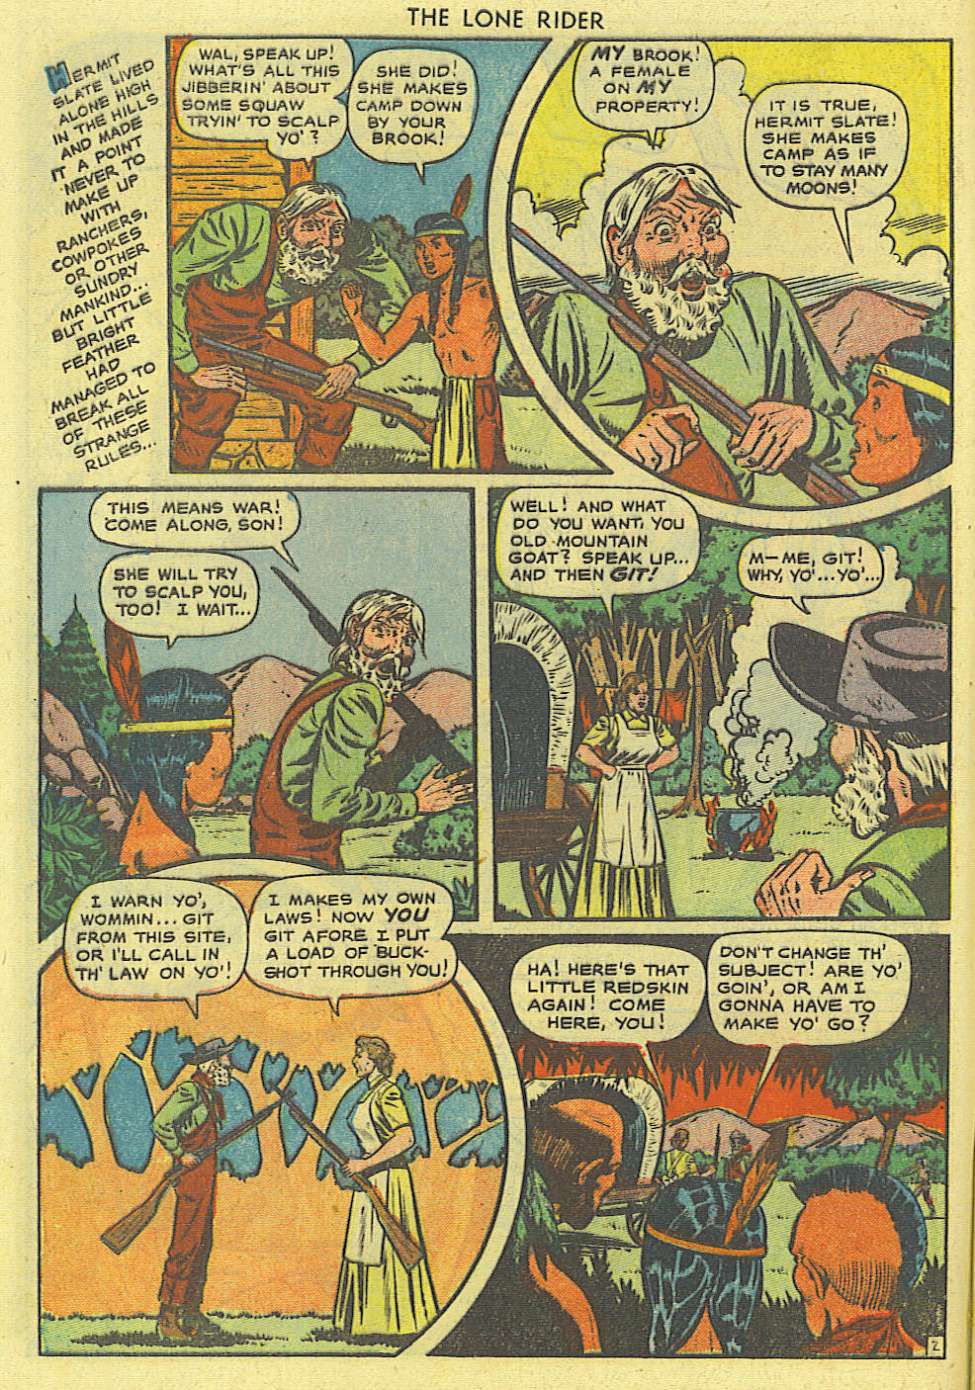 THE LONE RIDER
HERMIT
SLATE LIVED
ALONE HIGH
IN THE HILLS
AND MADE
IT A POINT
NEVER TO
MAKE UP
WITH
RANCHERS,
COWPOKES
OR OTHER
SUNDRY
MANKIND...
BUT LITTLE
BRIGHT
FEATHER
HAD
MANAGED TO
BREAK ALL
OF THESE
STRANGE
RULES...
WAL, SPEAK UP!
WHAT'S ALL THIS
JIBBERIN' ABOUT
SOME SQUAW
TRYIN' TO SCALP
YO'?
SHE DID!
SHE MAKES
CAMP DOWN
BY YOUR
BROOK!
MY BROOK!
A FEMALE
ON MY
PROPERTY!
IT IS TRUE,
HERMIT SLATE!
SHE MAKES
CAMP AS IF
TO STAY MANY
MOONS!
THIS MEANS WAR!
COME ALONG, SON!
SHE WILL TRY
TO SCALP YOU,
TOO! I WAIT...
WELL! AND WHAT
DO YOU WANT, YOU
OLD MOUNTAIN
GOAT? SPEAK UP...
AND THEN GIT!
M-ME, GIT!
WHY, YO'...YO'...
I WARN YO',
WOMMIN... GIT
FROM THIS SITE,
OR I'LL CALL IN
TH' LAW ON YO'!
I MAKES MY OWN
LAWS! NOW YOU
GIT AFORE I PUT
A LOAD OF BUCK-
SHOT THROUGH YOU!
HA! HERE'S THAT
LITTLE REDSKIN
AGAIN! COME
HERE, YOU!
DON'T CHANGE TH'
SUBJECT! ARE YO'
GOIN', OR AM I
GONNA HAVE TO
MAKE YO' GO?
2